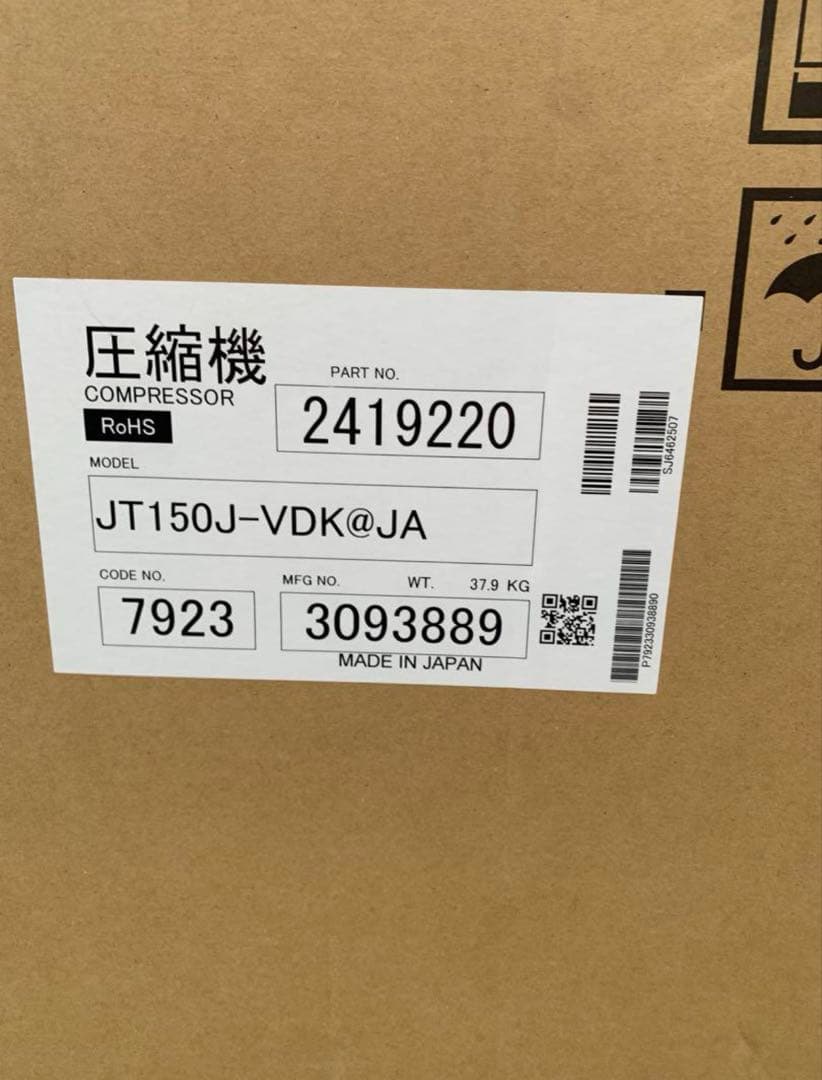 圧縮機
COMPRESSOR
RoHS
PART NO.
2419220
MODEL
JT150J-VDK@JA
CODE NO.
7923
MFG NO.
WT.
37.9 KG
3093889
MADE IN JAPAN
SJ6462507
P792330938890